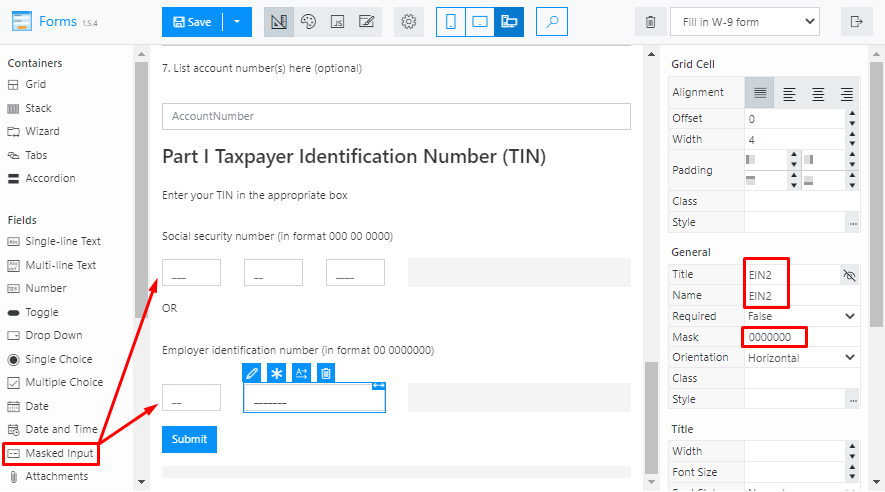 Forms 1.5.4
Save
Fill in W-9 form
Containers
Grid
Stack
Wizard
Tabs
Accordion
Fields
Single-line Text
Multi-line Text
Number
Toggle
Drop Down
Single Choice
Multiple Choice
Date
Date and Time
Masked Input
Attachments
7. List account number(s) here (optional)
AccountNumber
Part I Taxpayer Identification Number (TIN)
Enter your TIN in the appropriate box
Social security number (in format 000 00 0000)
___ __ ____
OR
Employer identification number (in format 00 0000000)
__ _______
Submit
Grid Cell
Alignment
Offset 0
Width 4
Padding
Class
Style ...
General
Title EIN2
Name EIN2
Required False
Mask 0000000
Orientation Horizontal
Class
Style ...
Title
Width
Font Size